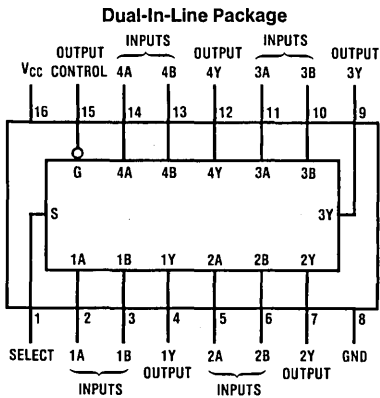 Dual-In-Line Package
INPUTS INPUTS
OUTPUT OUTPUT OUTPUT
VCC CONTROL 4A 4B 4Y 3A 3B 3Y
16 15 14 13 12 11 10 9
G 4A 4B 4Y 3A 3B
S 3Y
1A 1B 1Y 2A 2B 2Y
1 2 3 4 5 6 7 8
SELECT 1A 1B 1Y 2A 2B 2Y GND
OUTPUT OUTPUT
INPUTS INPUTS